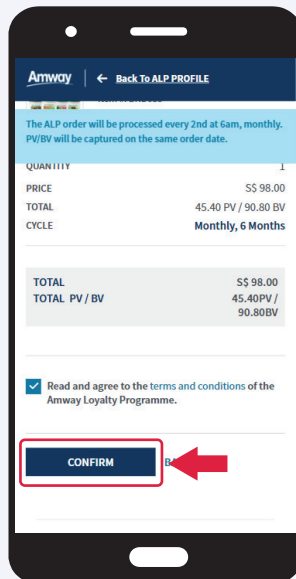 Amway ← Back To ALP PROFILE
The ALP order will be processed every 2nd at 6am, monthly.
PV/BV will be captured on the same order date.
QUANTITY 1
PRICE S$ 98.00
TOTAL 45.40 PV / 90.80 BV
CYCLE Monthly, 6 Months
TOTAL S$ 98.00
TOTAL PV / BV 45.40PV /
90.80BV
Read and agree to the terms and conditions of the
Amway Loyalty Programme.
CONFIRM